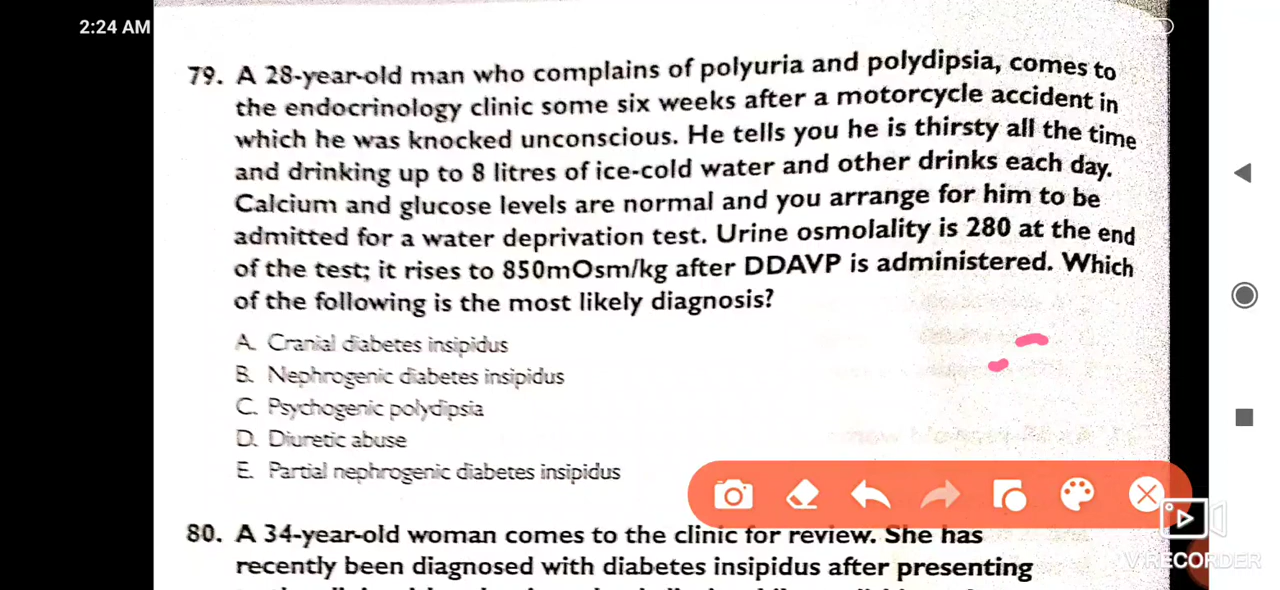 2:24 AM
79. A 28-year-old man who complains of polyuria and polydipsia, comes to
the endocrinology clinic some six weeks after a motorcycle accident in
which he was knocked unconscious. He tells you he is thirsty all the time
and drinking up to 8 litres of ice-cold water and other drinks each day.
Calcium and glucose levels are normal and you arrange for him to be
admitted for a water deprivation test. Urine osmolality is 280 at the end
of the test; it rises to 850mOsm/kg after DDAVP is administered. Which
of the following is the most likely diagnosis?
A. Cranial diabetes insipidus
B. Nephrogenic diabetes insipidus
C. Psychogenic polydipsia
D. Diuretic abuse
E. Partial nephrogenic diabetes insipidus
80. A 34-year-old woman comes to the clinic for review. She has
recently been diagnosed with diabetes insipidus after presenting
VRECORDER